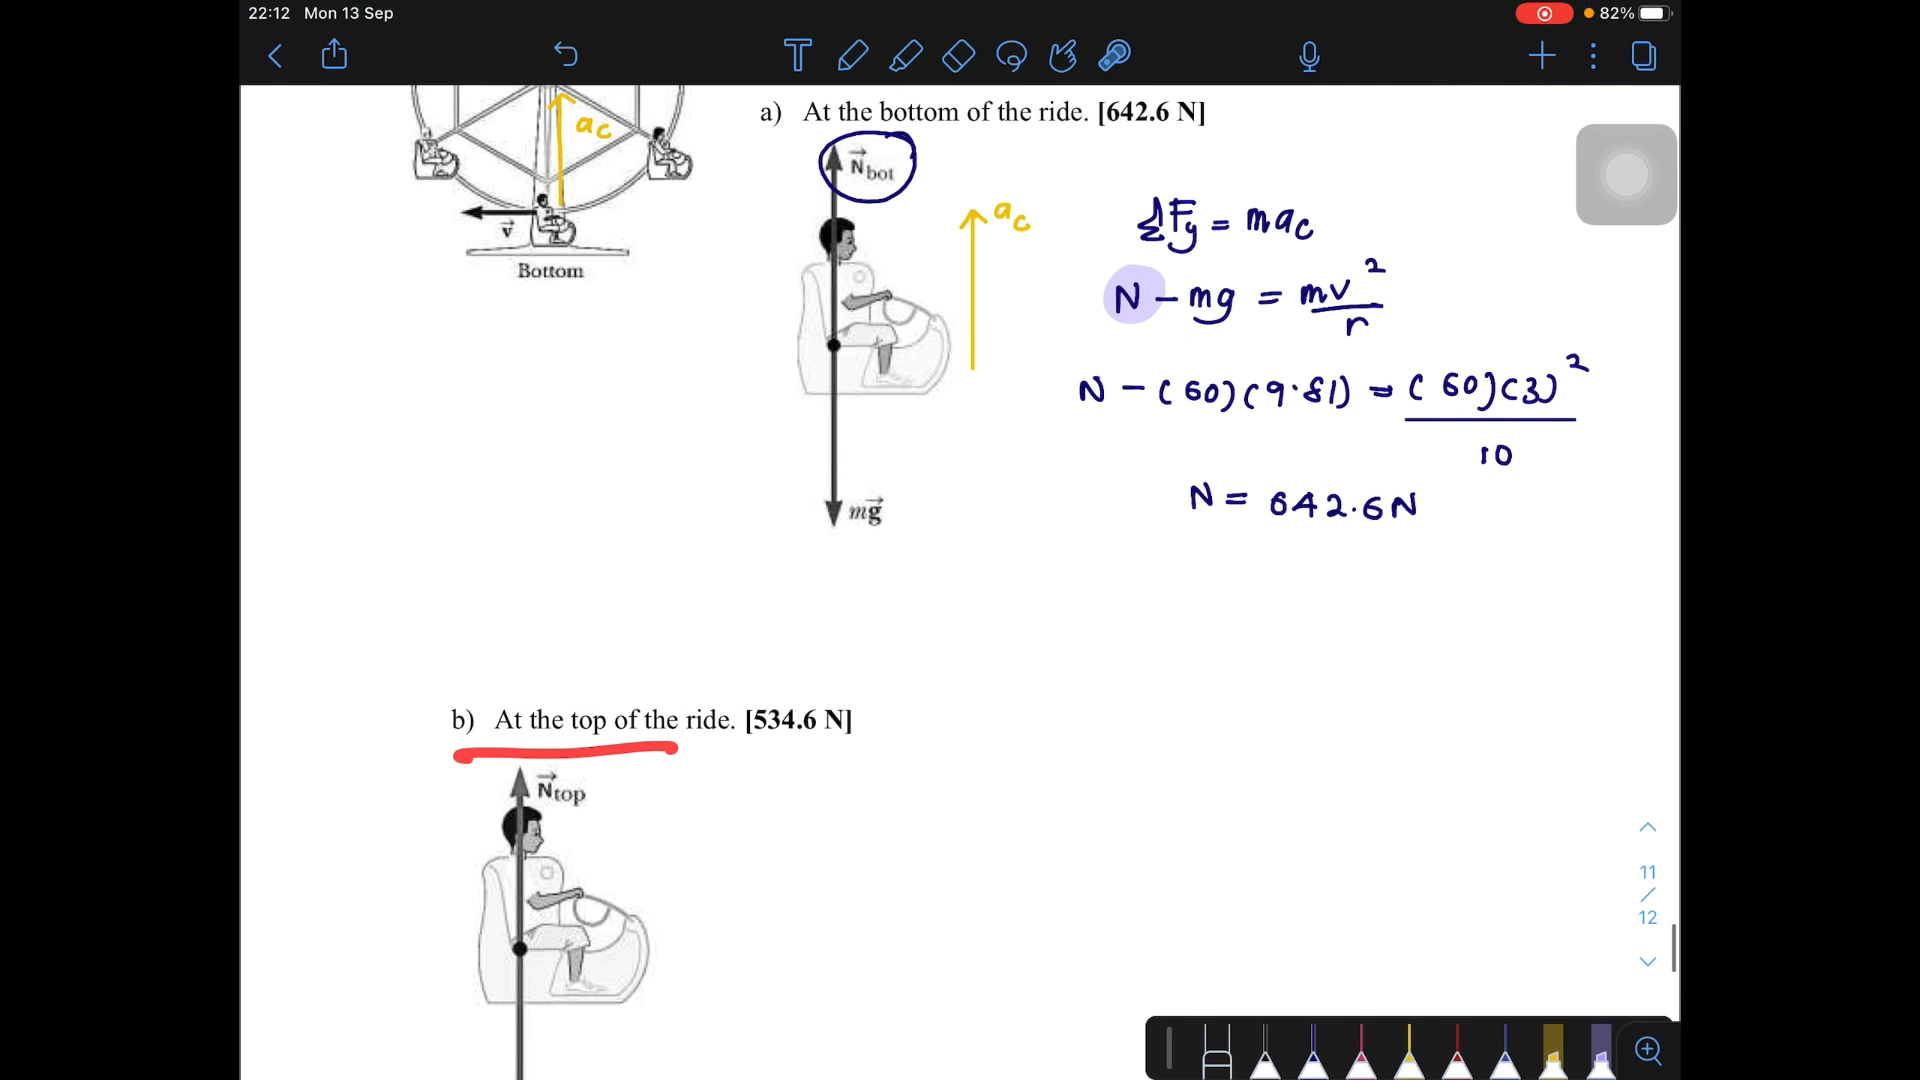 22:12 Mon 13 Sep
82%
a) At the bottom of the ride. [642.6 N]
ac
N bot
ac
v
Bottom
ΣFy = mac
N - mg = mv²/r
N - (60)(9.81) = (60)(3)²/10
N = 642.6N
mg
b) At the top of the ride. [534.6 N]
N top
11
/
12